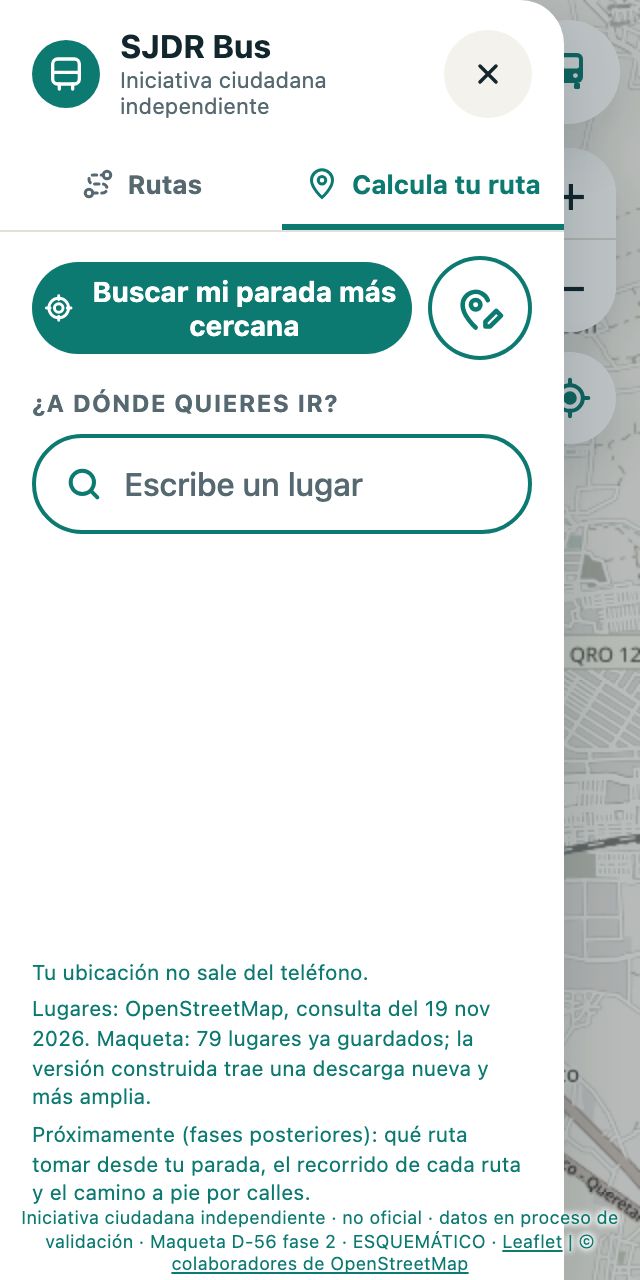 SJDR Bus
Iniciativa ciudadana
independiente
Rutas
Calcula tu ruta
Buscar mi parada más
cercana
¿A DÓNDE QUIERES IR?
Escribe un lugar
QRO 12
Tu ubicación no sale del teléfono.
Lugares: OpenStreetMap, consulta del 19 nov
2026. Maqueta: 79 lugares ya guardados; la
versión construida trae una descarga nueva y
más amplia.
Próximamente (fases posteriores): qué ruta
tomar desde tu parada, el recorrido de cada ruta
y el camino a pie por calles.
Iniciativa ciudadana independiente · no oficial · datos en proceso de
validación · Maqueta D-56 fase 2 · ESQUEMÁTICO · Leaflet | ©
colaboradores de OpenStreetMap